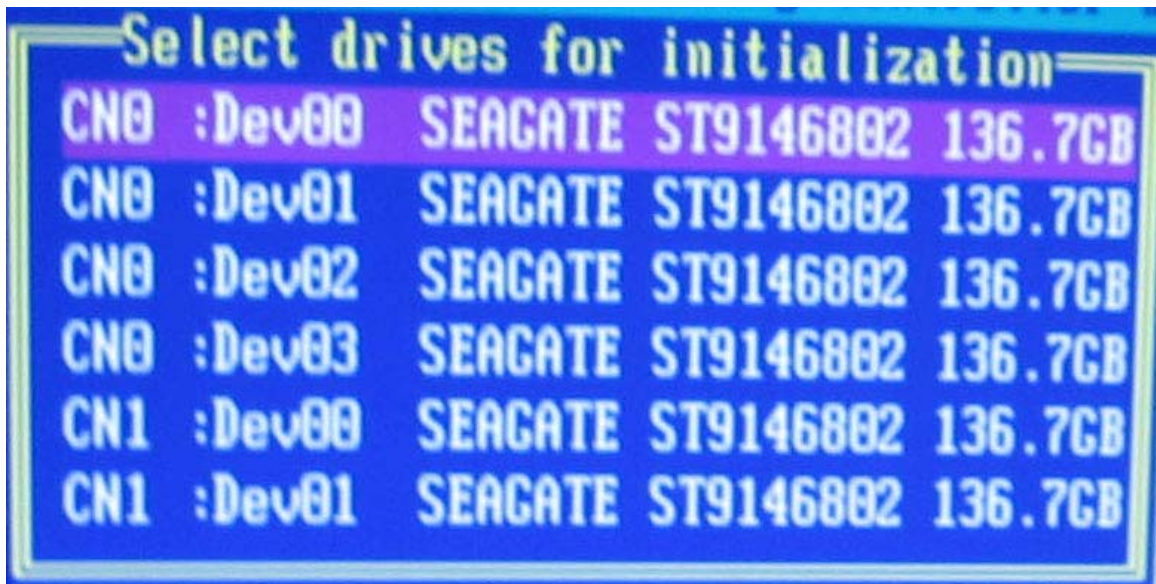 Select drives for initialization
CN0 :Dev00 SEAGATE ST9146802 136.7GB
CN0 :Dev01 SEAGATE ST9146802 136.7GB
CN0 :Dev02 SEAGATE ST9146802 136.7GB
CN0 :Dev03 SEAGATE ST9146802 136.7GB
CN1 :Dev00 SEAGATE ST9146802 136.7GB
CN1 :Dev01 SEAGATE ST9146802 136.7GB